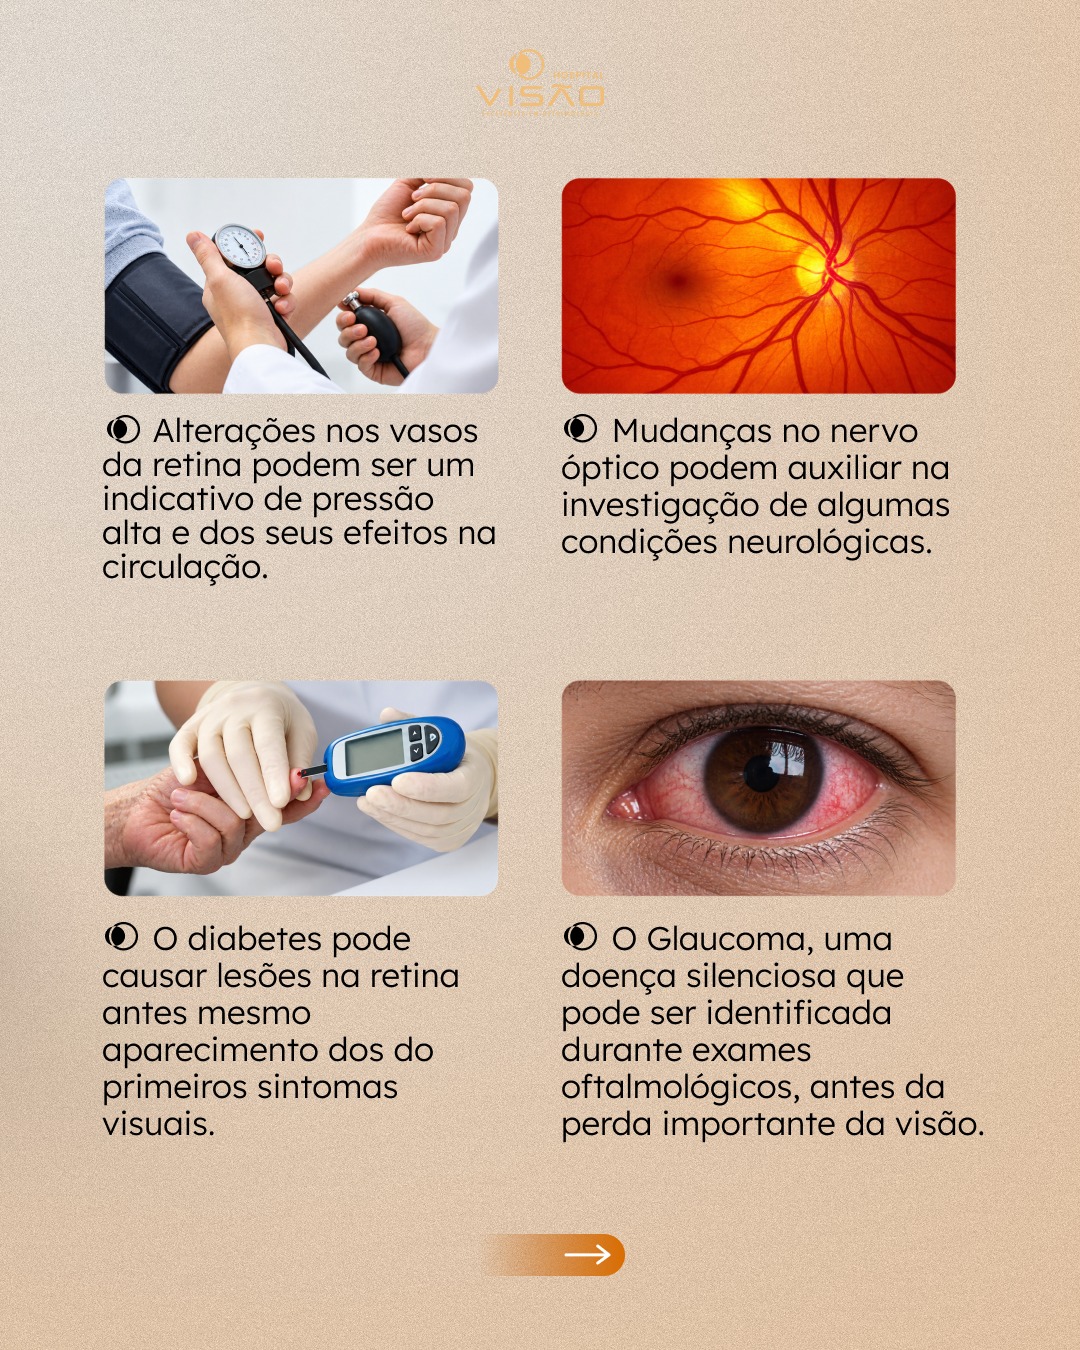 HOSPITAL
VISÃO
Alterações nos vasos
da retina podem ser um
indicativo de pressão
alta e dos seus efeitos na
circulação.
Mudanças no nervo
óptico podem auxiliar na
investigação de algumas
condições neurológicas.
O diabetes pode
causar lesões na retina
antes mesmo
aparecimento dos do
primeiros sintomas
visuais.
O Glaucoma, uma
doença silenciosa que
pode ser identificada
durante exames
oftalmológicos, antes da
perda importante da visão.